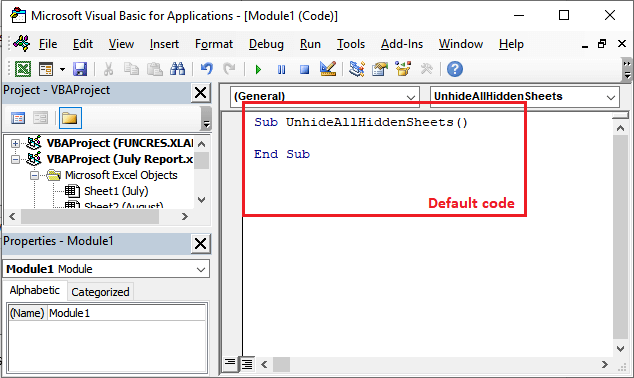 Microsoft Visual Basic for Applications - [Module1 (Code)]
File Edit View Insert Format Debug Run Tools Add-Ins Window Help
Project - VBAProject
VBAProject (FUNCRES.XLA
VBAProject (July Report.x
Microsoft Excel Objects
Sheet1 (July)
Sheet2 (August)
Properties - Module1
Module1 Module
Alphabetic Categorized
(Name) Module1
(General) UnhideAllHiddenSheets
Sub UnhideAllHiddenSheets()
End Sub
Default code